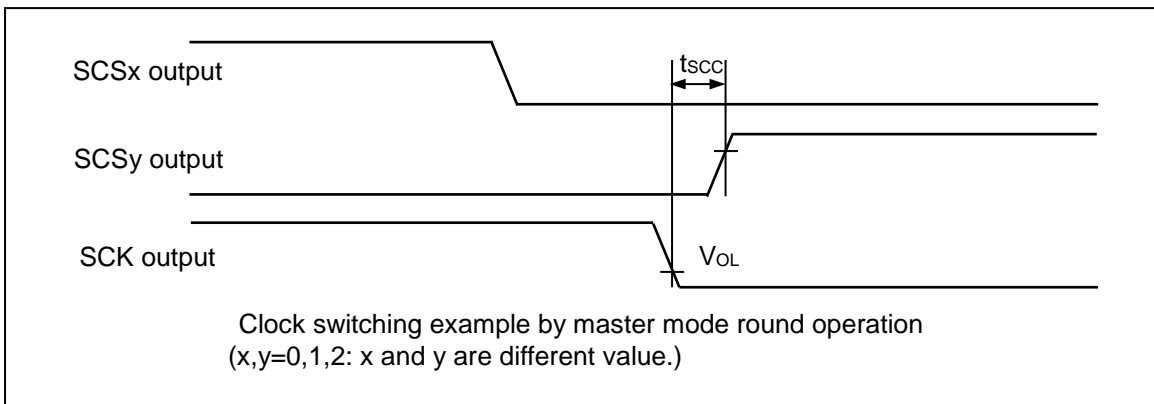 SCSx output
tSCC
SCSy output
SCK output
VOL
Clock switching example by master mode round operation
(x,y=0,1,2: x and y are different value.)